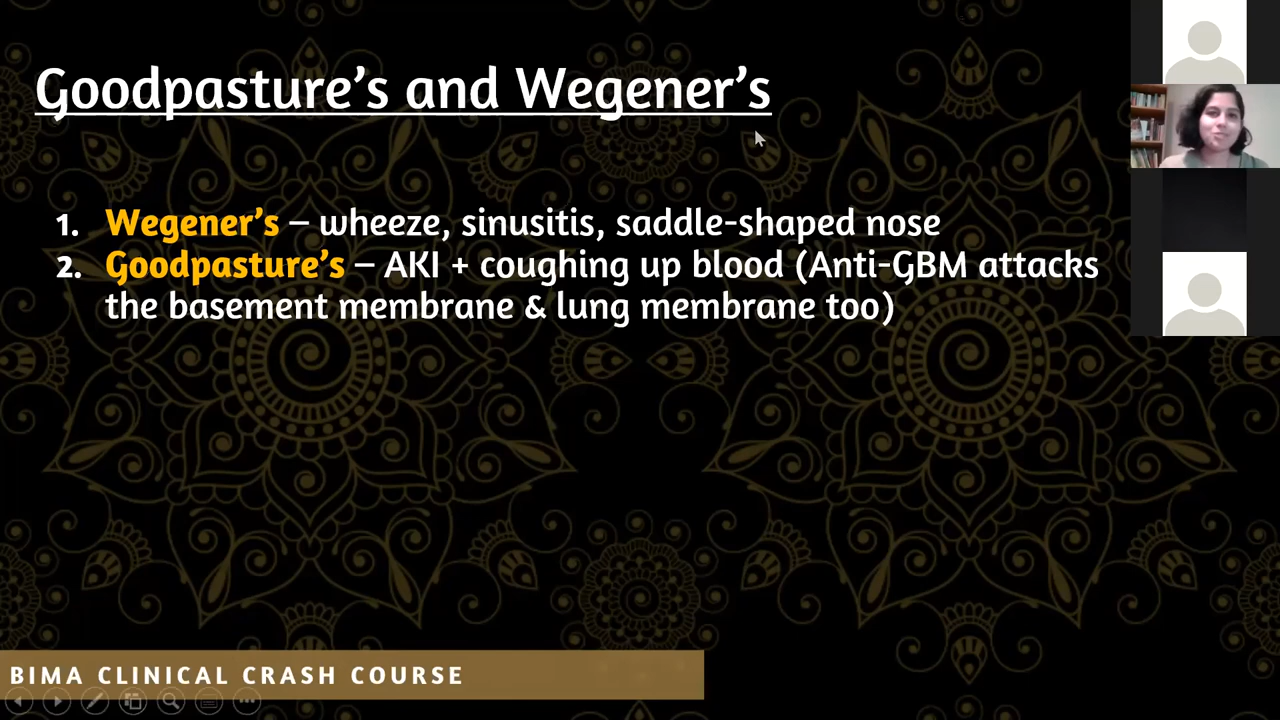 Goodpasture’s and Wegener’s
1. Wegener’s – wheeze, sinusitis, saddle-shaped nose
2. Goodpasture’s – AKI + coughing up blood (Anti-GBM attacks
the basement membrane & lung membrane too)
BIMA CLINICAL CRASH COURSE